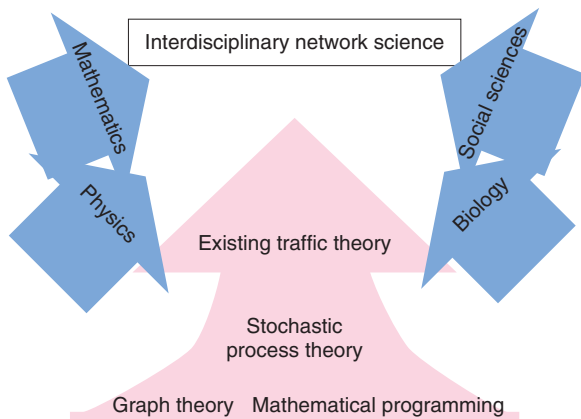 Interdisciplinary network science
Mathematics
Social sciences
Physics
Biology
Existing traffic theory
Stochastic
process theory
Graph theory Mathematical programming